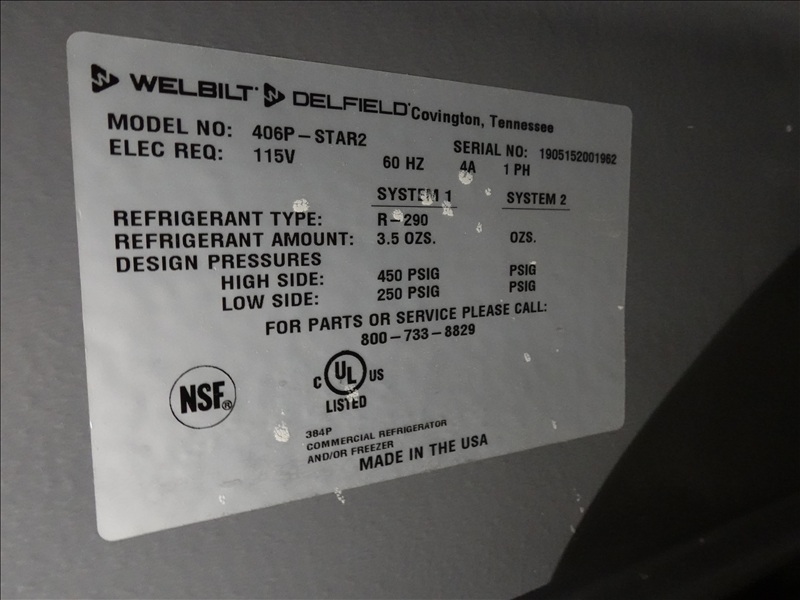 WELBILT DELFIELD Covington, Tennessee
MODEL NO: 406P-STAR2 SERIAL NO: 1905152001962
ELEC REQ: 115V 60 HZ 4A 1 PH
SYSTEM 1 SYSTEM 2
REFRIGERANT TYPE: R-290
REFRIGERANT AMOUNT: 3.5 OZS. OZS.
DESIGN PRESSURES
HIGH SIDE: 450 PSIG PSIG
LOW SIDE: 250 PSIG PSIG
FOR PARTS OR SERVICE PLEASE CALL:
800-733-8829
NSF®
C UL US
LISTED
384P
COMMERCIAL REFRIGERATOR
AND/OR FREEZER
MADE IN THE USA